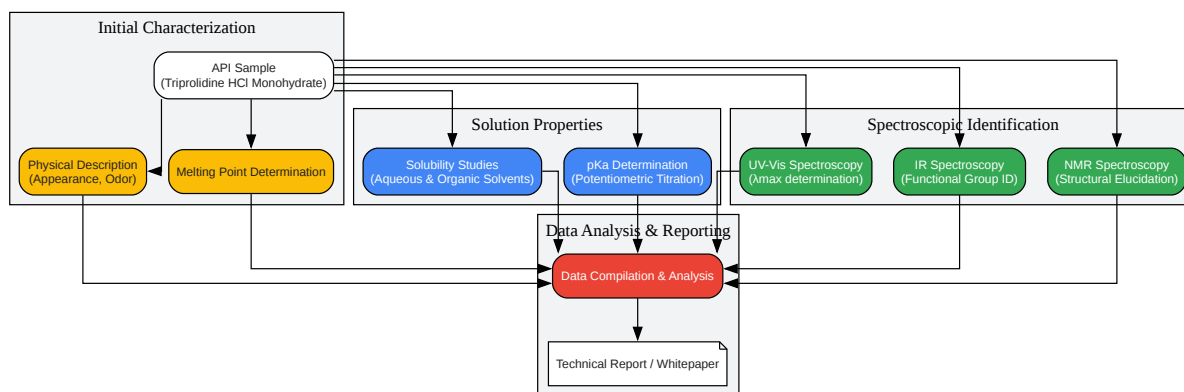 Initial Characterization
API Sample
(Triprolidine HCl Monohydrate)
Physical Description
(Appearance, Odor)
Melting Point Determination
Solution Properties
Solubility Studies
(Aqueous & Organic Solvents)
pKa Determination
(Potentiometric Titration)
Spectroscopic Identification
UV-Vis Spectroscopy
(λmax determination)
IR Spectroscopy
(Functional Group ID)
NMR Spectroscopy
(Structural Elucidation)
Data Analysis & Reporting
Data Compilation & Analysis
Technical Report / Whitepaper